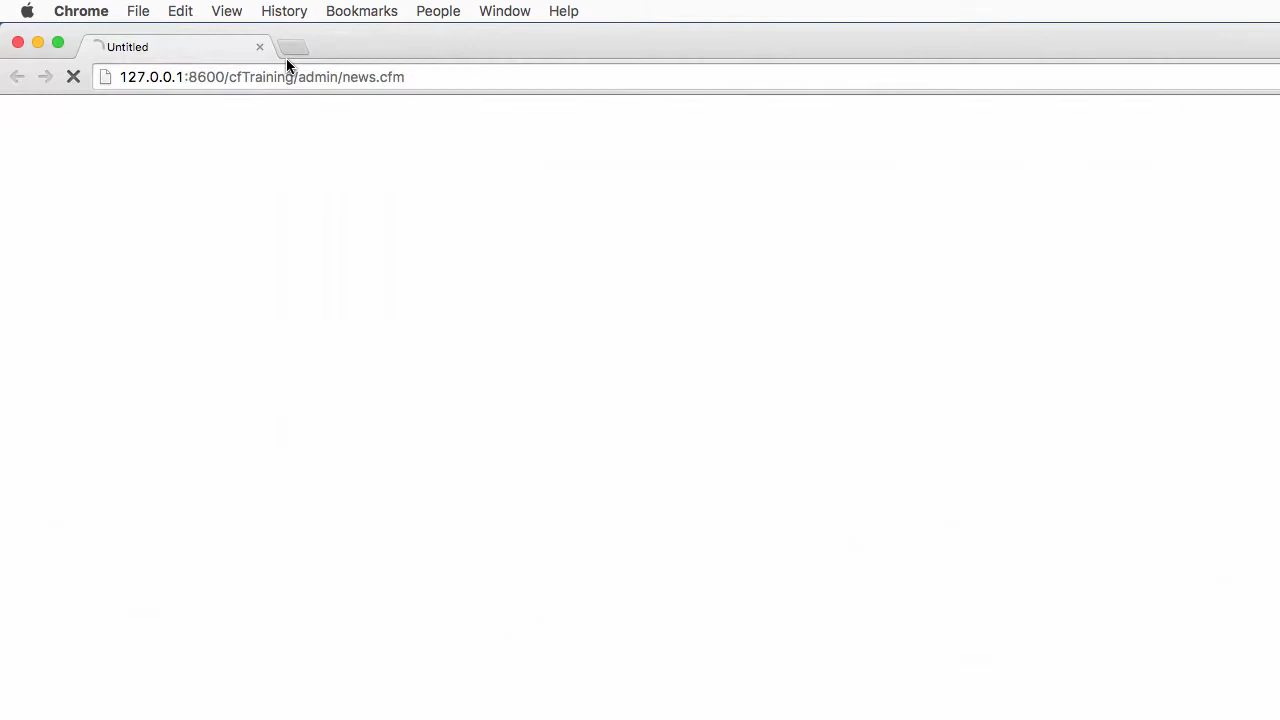 Chrome File Edit View History Bookmarks People Window Help
Untitled
127.0.0.1:8600/cfTraining/admin/news.cfm